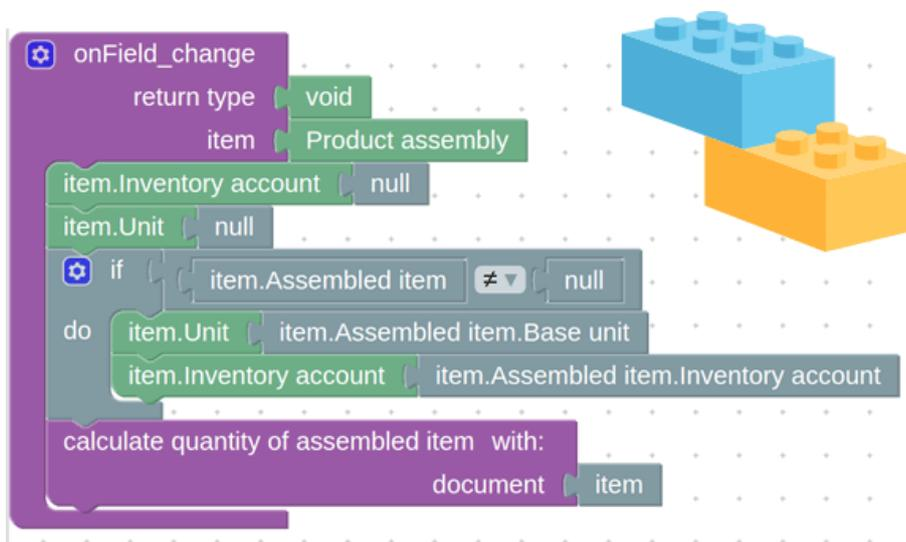 onField_change
return type void
item Product assembly
item.Inventory account null
item.Unit null
if item.Assembled item ≠ ▾ null
do item.Unit item.Assembled item.Base unit
item.Inventory account item.Assembled item.Inventory account
calculate quantity of assembled item with:
document item